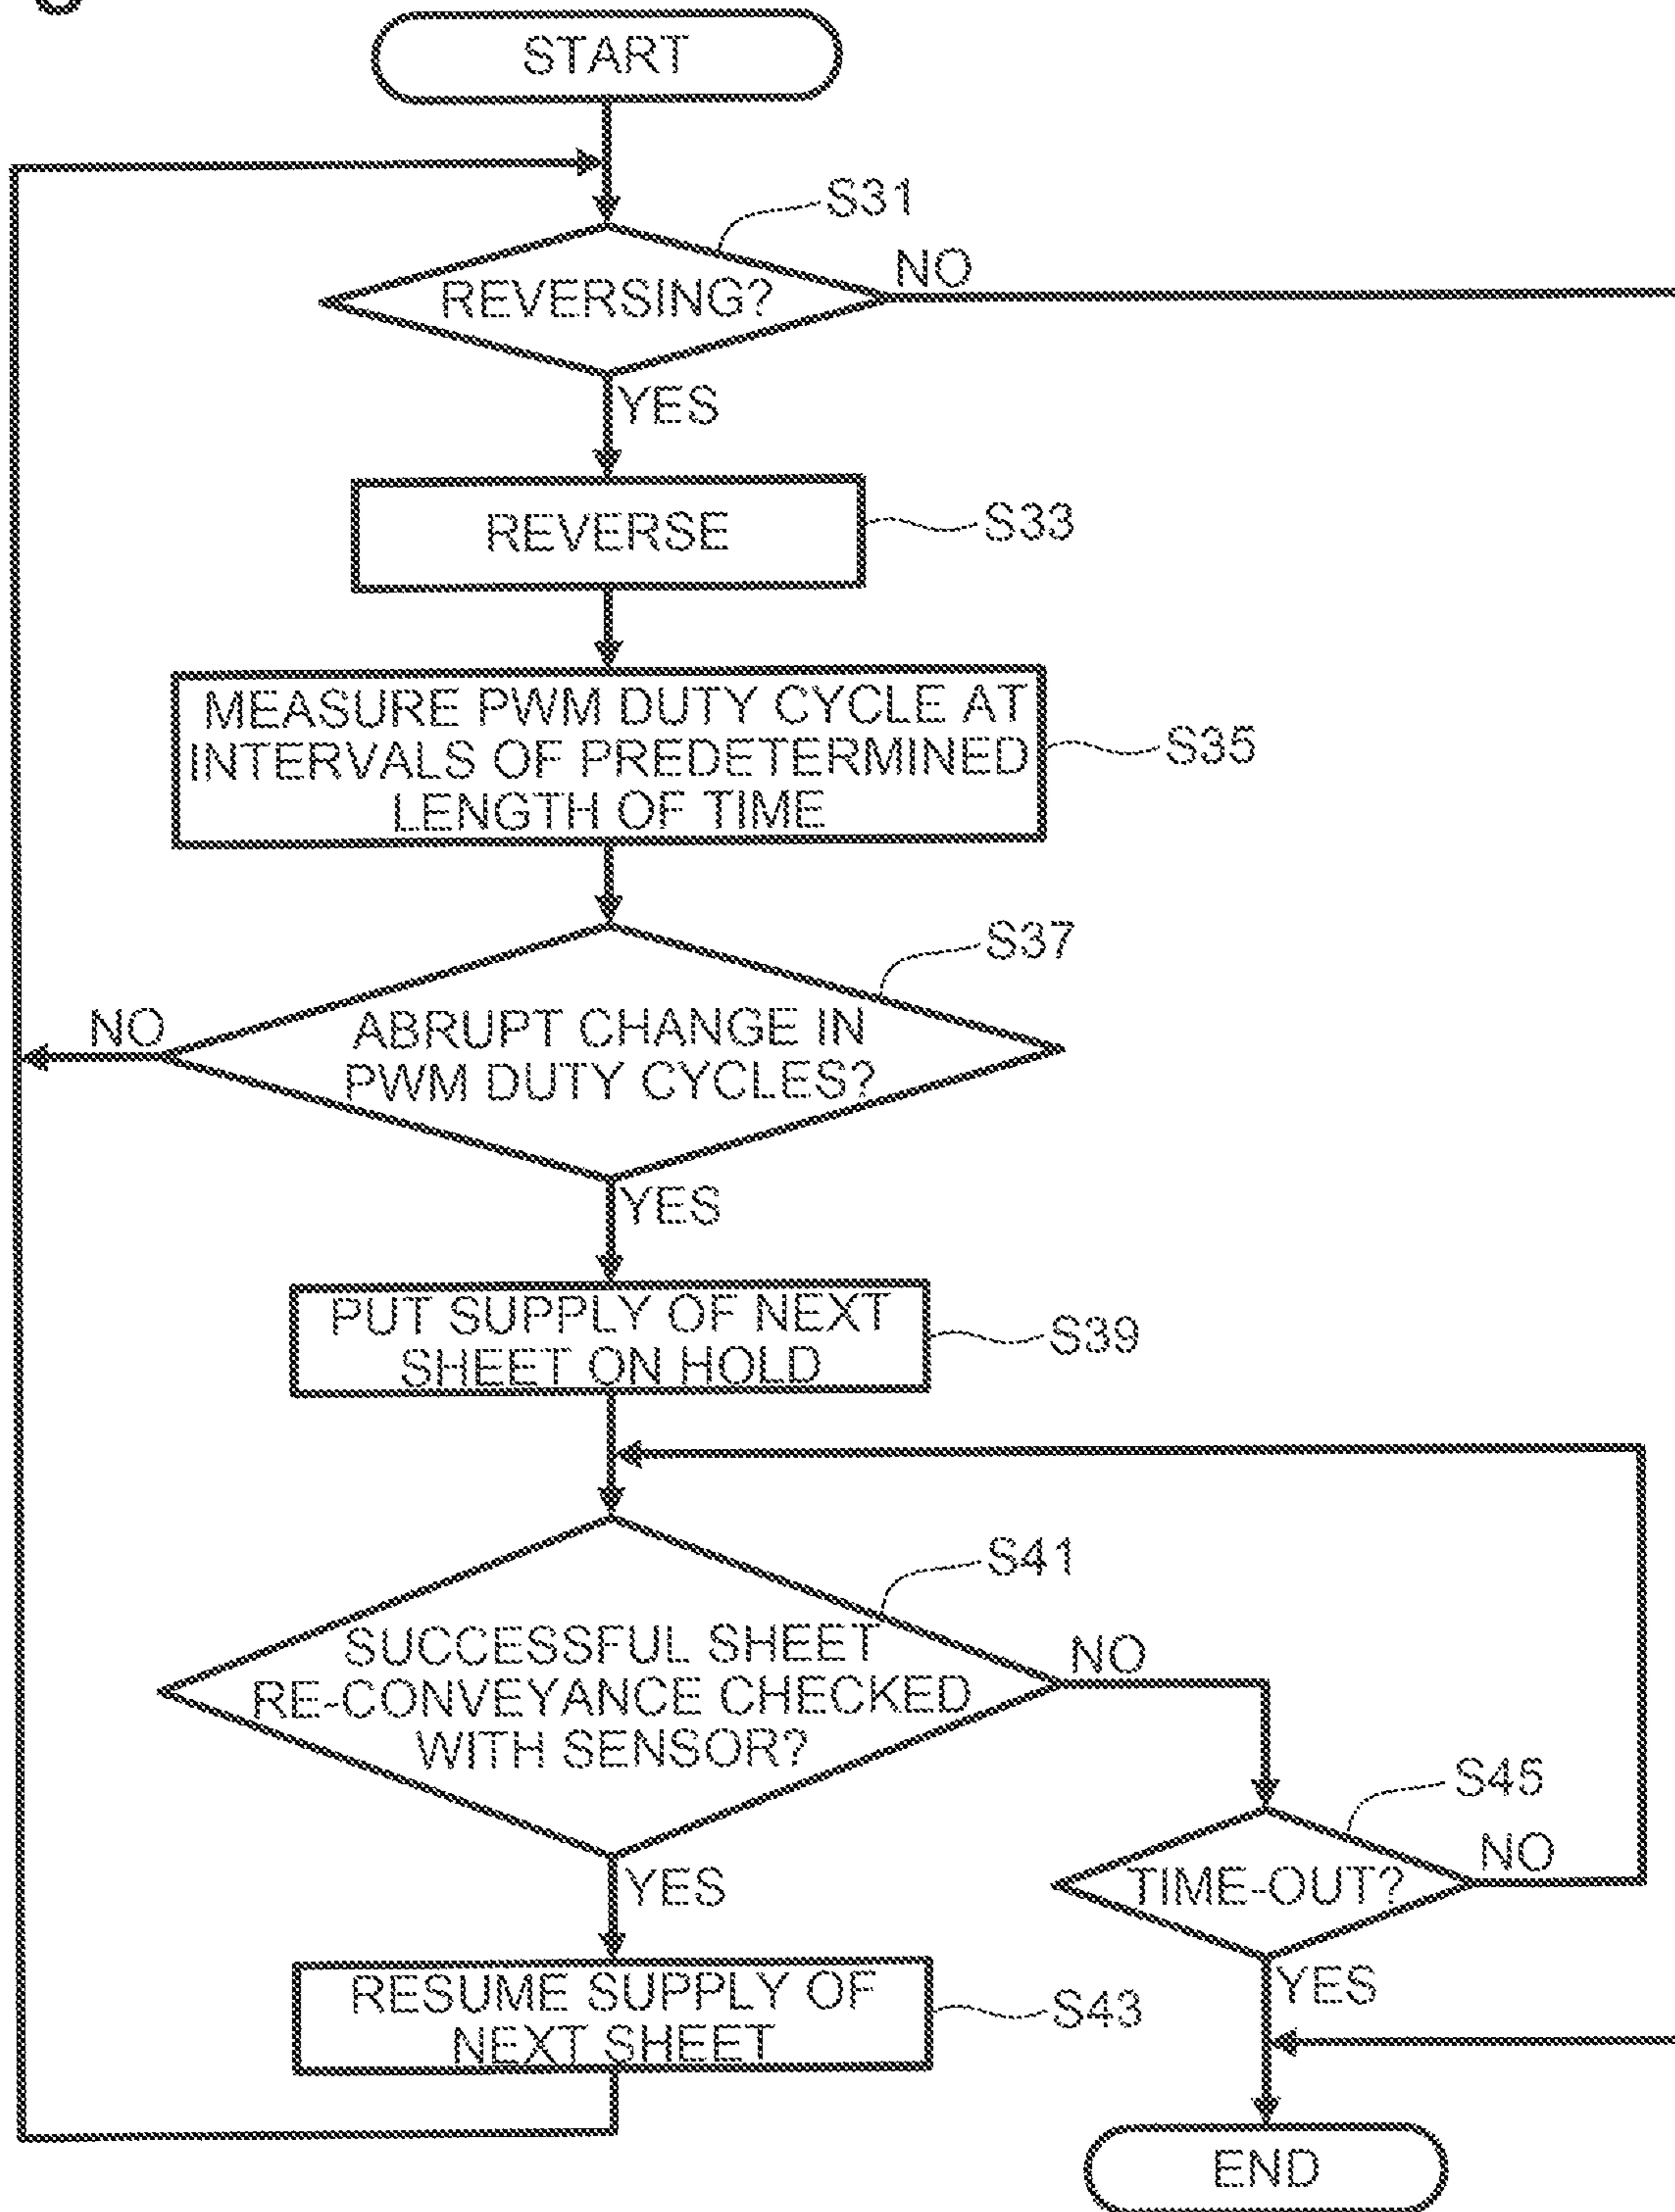 START
S31
REVERSING?
NO
YES
REVERSE
S33
MEASURE PWM DUTY CYCLE AT
INTERVALS OF PREDETERMINED
LENGTH OF TIME
S35
S37
ABRUPT CHANGE IN
PWM DUTY CYCLES?
NO
YES
PUT SUPPLY OF NEXT
SHEET ON HOLD
S39
S41
SUCCESSFUL SHEET
RE-CONVEYANCE CHECKED
WITH SENSOR?
NO
YES
S45
TIME-OUT?
NO
YES
RESUME SUPPLY OF
NEXT SHEET
S43
END